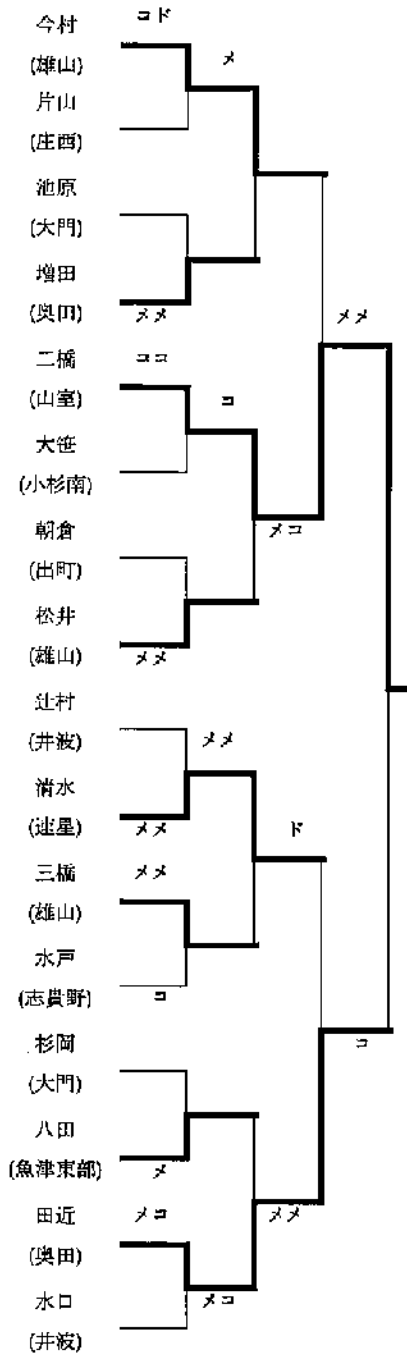 今村 コド
(雄山) メ
片山
(庄西)
池原
(大門)
増田
(奥田) メメ メメ
二橋 ココ
(山室) コ
大笹
(小杉南)
朝倉 メコ
(出町)
松井
(雄山) メメ
辻村
(井波) メメ
清水
(速星) メメ ド
三橋 メメ
(雄山)
水戸
(志貴野) コ
杉岡 コ
(大門)
八田
(魚津東部) メ
田近 メコ メメ
(奥田)
水口 メコ
(井波)